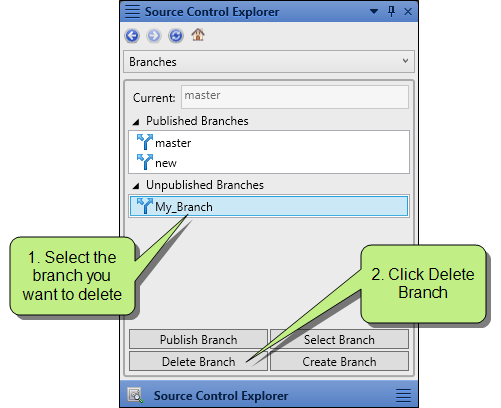 Source Control Explorer
Branches
Current: master
Published Branches
master
new
Unpublished Branches
My_Branch
1. Select the
branch you
want to delete
2. Click Delete
Branch
Publish Branch Select Branch
Delete Branch Create Branch
Source Control Explorer